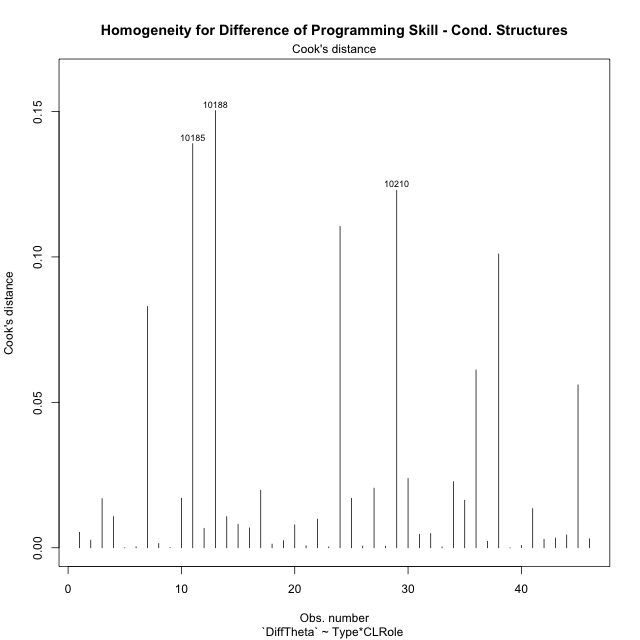 Homogeneity for Difference of Programming Skill - Cond. Structures
Cook's distance
Cook's distance
0.15
0.10
0.05
0.00
10188
10185
10210
0
10
20
30
40
Obs. number
`DiffTheta` ~ Type*CLRole